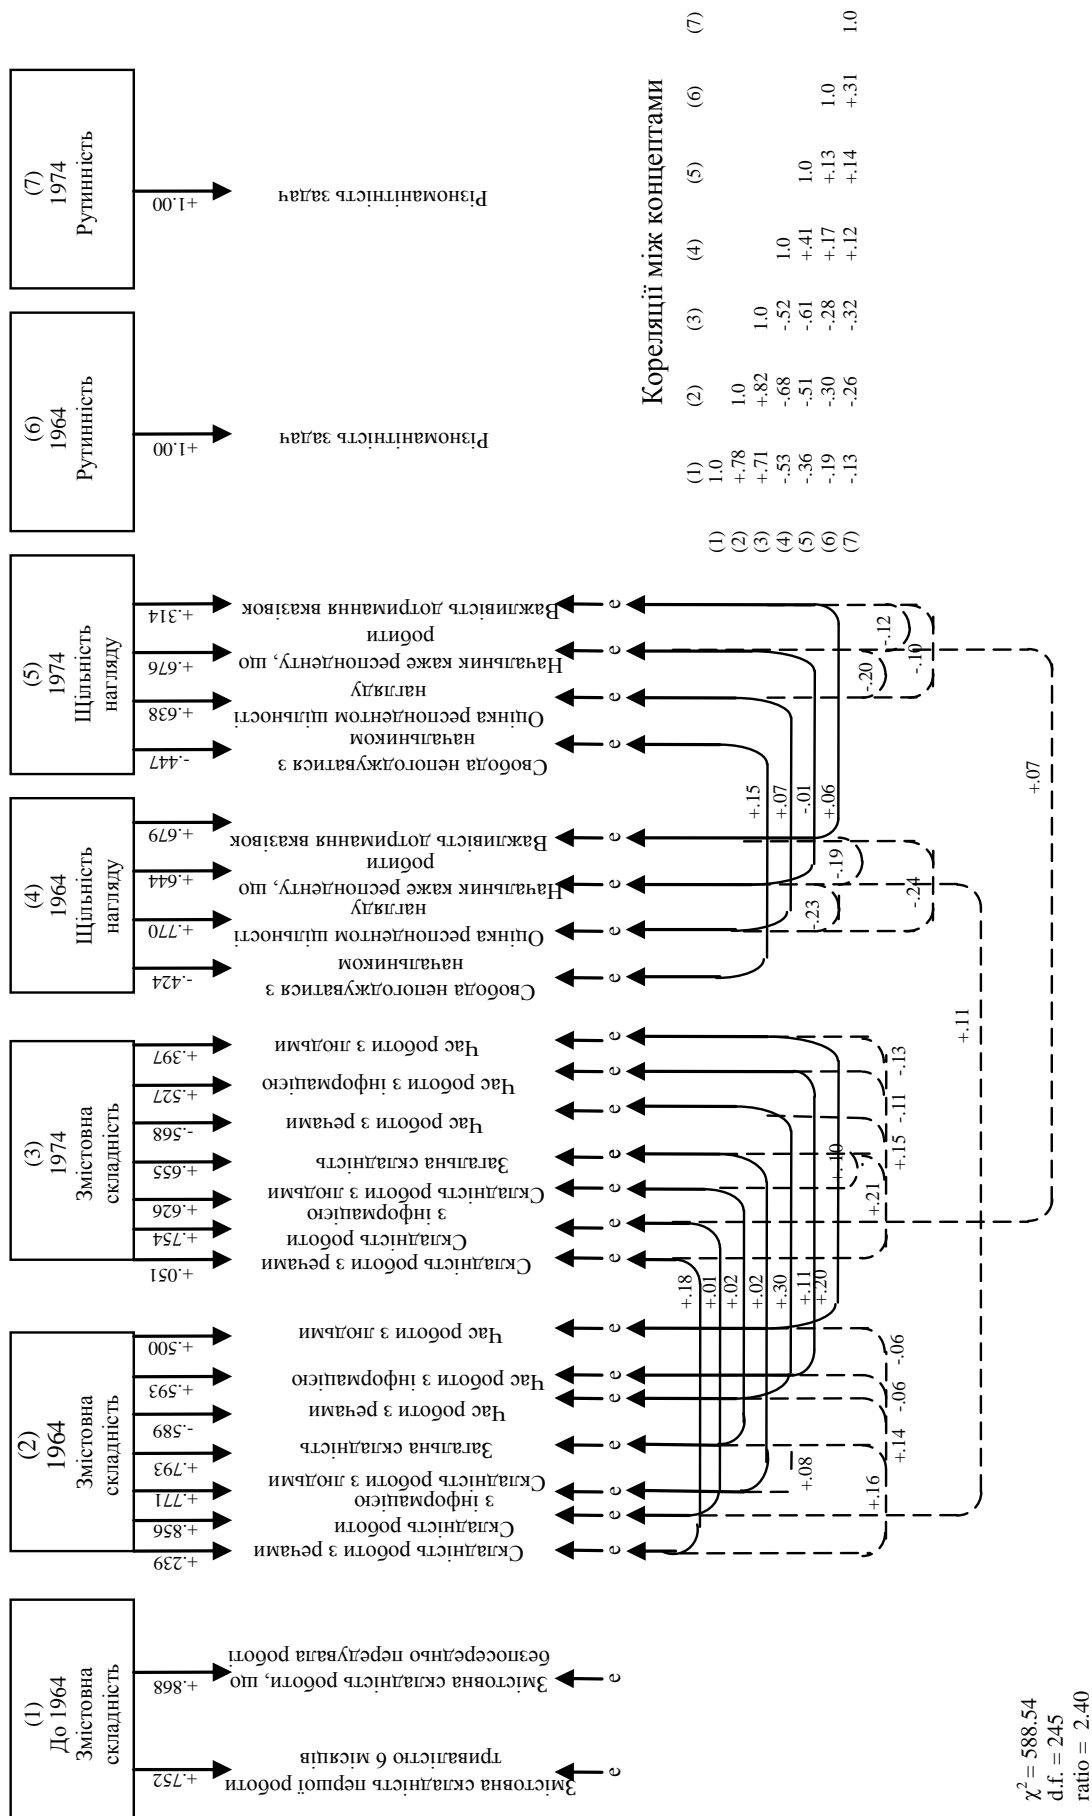 (1)
До 1964
Змістовна
складність
+.752
+.868
Змістовна складність першої роботи
тривалістю 6 місяців
Змістовна складність роботи, що
безпосередньо передувала роботі
e
e
(2)
1964
Змістовна
складність
+.239
+.856
+.771
+.793
-.589
+.593
+.500
Складність роботи з речами
Складність роботи
з інформацією
Складність роботи з людьми
Загальна складність
Час роботи з речами
Час роботи з інформацією
Час роботи з людьми
e
e
e
e
e
e
e
(3)
1974
Змістовна
складність
+.051
+.754
+.626
+.655
-.568
+.527
+.397
Складність роботи з речами
Складність роботи
з інформацією
Складність роботи з людьми
Загальна складність
Час роботи з речами
Час роботи з інформацією
Час роботи з людьми
e
e
e
e
e
e
e
(4)
1964
Щільність
нагляду
-.424
+.770
+.644
+.679
Свобода непогоджуватися з
начальником
Оцінка респондентом щільності
нагляду
Начальник каже респонденту, що
робити
Важливість дотримання вказівок
e
e
e
e
(5)
1974
Щільність
нагляду
-.447
+.638
+.676
+.314
Свобода непогоджуватися з
начальником
Оцінка респондентом щільності
нагляду
Начальник каже респонденту, що
робити
Важливість дотримання вказівок
e
e
e
e
(6)
1964
Рутинність
+1.00
Різноманітність задач
(7)
1974
Рутинність
+1.00
Різноманітність задач
+.18
+.01
+.02
+.02
+.30
+.11
+.20
+.08
+.16
+.14
-.06
-.06
+.10
+.21
+.15
-.11
-.13
+.15
+.07
-.01
+.06
-.23
-.19
-.24
-.20
-.12
-.10
+.11
+.07
Кореляції між концептами
(1) (2) (3) (4) (5) (6) (7)
(1) 1.0
(2) +.78 1.0
(3) +.71 +.82 1.0
(4) -.53 -.68 -.52 1.0
(5) -.36 -.51 -.61 +.41 1.0
(6) -.19 -.30 -.28 +.17 +.13 1.0
(7) -.13 -.26 -.32 +.12 +.14 +.31 1.0
χ² = 588.54
d.f. = 245
ratio = 2.40